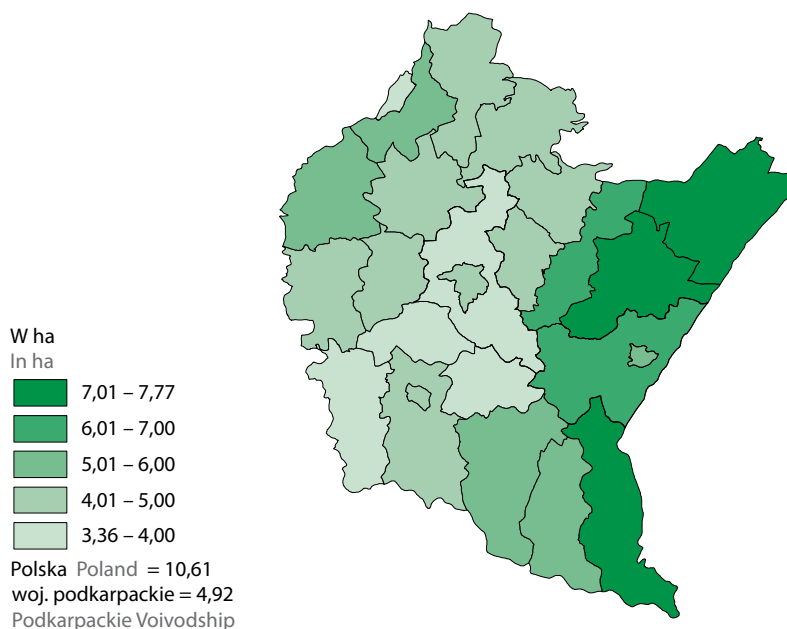 W ha
In ha
7,01 – 7,77
6,01 – 7,00
5,01 – 6,00
4,01 – 5,00
3,36 – 4,00
Polska Poland = 10,61
woj. podkarpackie = 4,92
Podkarpackie Voivodship